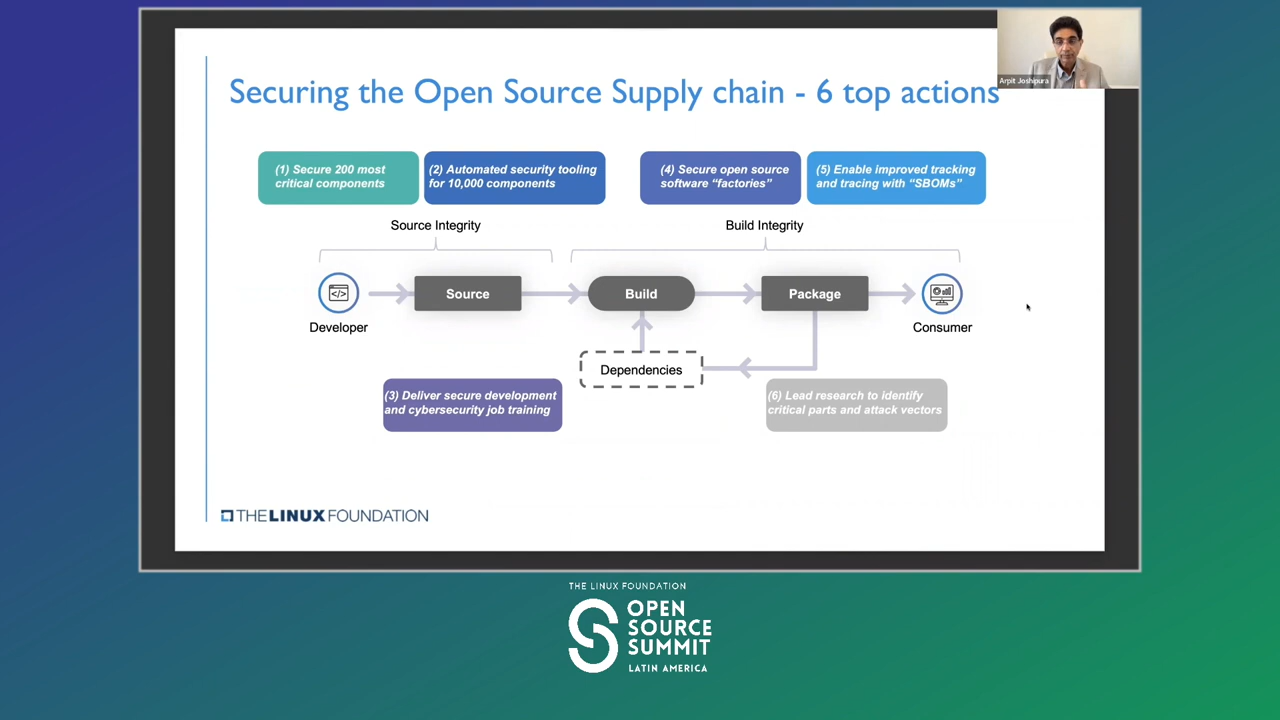 Arpit Joshipura
Securing the Open Source Supply chain - 6 top actions
(1) Secure 200 most
critical components
(2) Automated security tooling
for 10,000 components
(4) Secure open source
software “factories”
(5) Enable improved tracking
and tracing with “SBOMs”
Source Integrity
Build Integrity
</>
Source
Build
Package
Developer
Consumer
Dependencies
(3) Deliver secure development
and cybersecurity job training
(6) Lead research to identify
critical parts and attack vectors
THE LINUX FOUNDATION
THE LINUX FOUNDATION
OPEN
SOURCE
SUMMIT
LATIN AMERICA